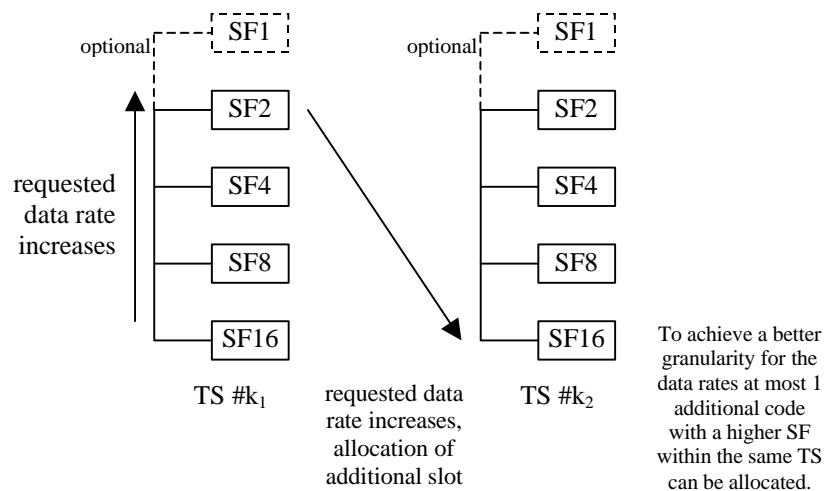 optional
SF1
SF2
SF4
SF8
SF16
requested
data rate
increases
TS #k₁
requested data
rate increases,
allocation of
additional slot
optional
SF1
SF2
SF4
SF8
SF16
TS #k₂
To achieve a better
granularity for the
data rates at most 1
additional code
with a higher SF
within the same TS
can be allocated.